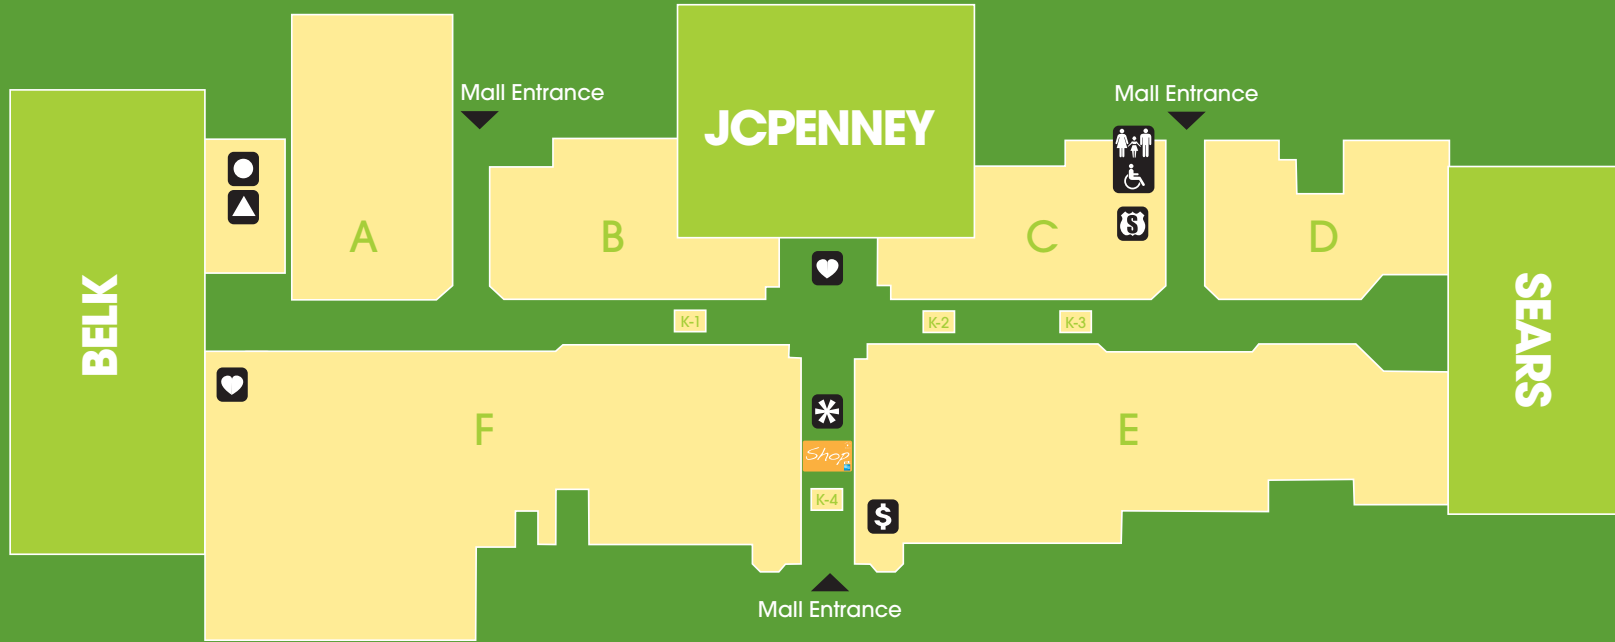 Mall Entrance
Mall Entrance
JCPENNEY
A
B
C
$
D
BELK
SEARS
K-1
K-2
K-3
F
E
Shop
K-4
$
Mall Entrance